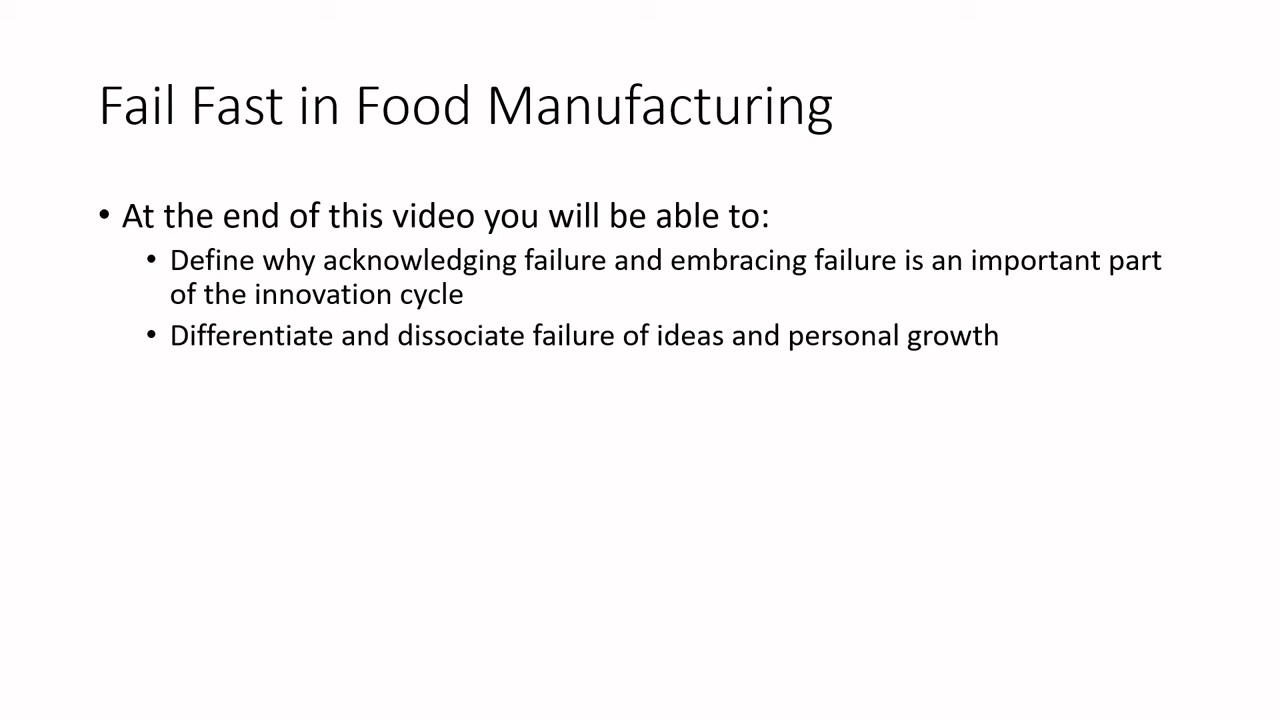 Fail Fast in Food Manufacturing
• At the end of this video you will be able to:
• Define why acknowledging failure and embracing failure is an important part
of the innovation cycle
• Differentiate and dissociate failure of ideas and personal growth